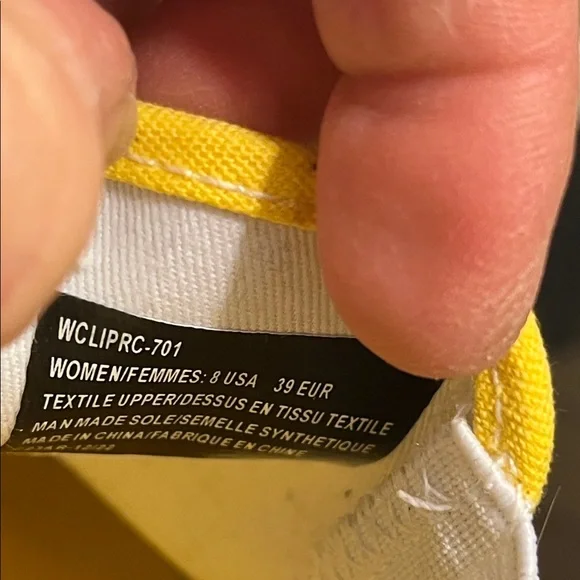 WCLIPRC-701
WOMEN/FEMMES: 8 USA 39 EUR
TEXTILE UPPER/DESSUS EN TISSU TEXTILE
MAN MADE SOLE/SEMELLE SYNTHETIQUE
MADE IN CHINA/FABRIQUE EN CHINE